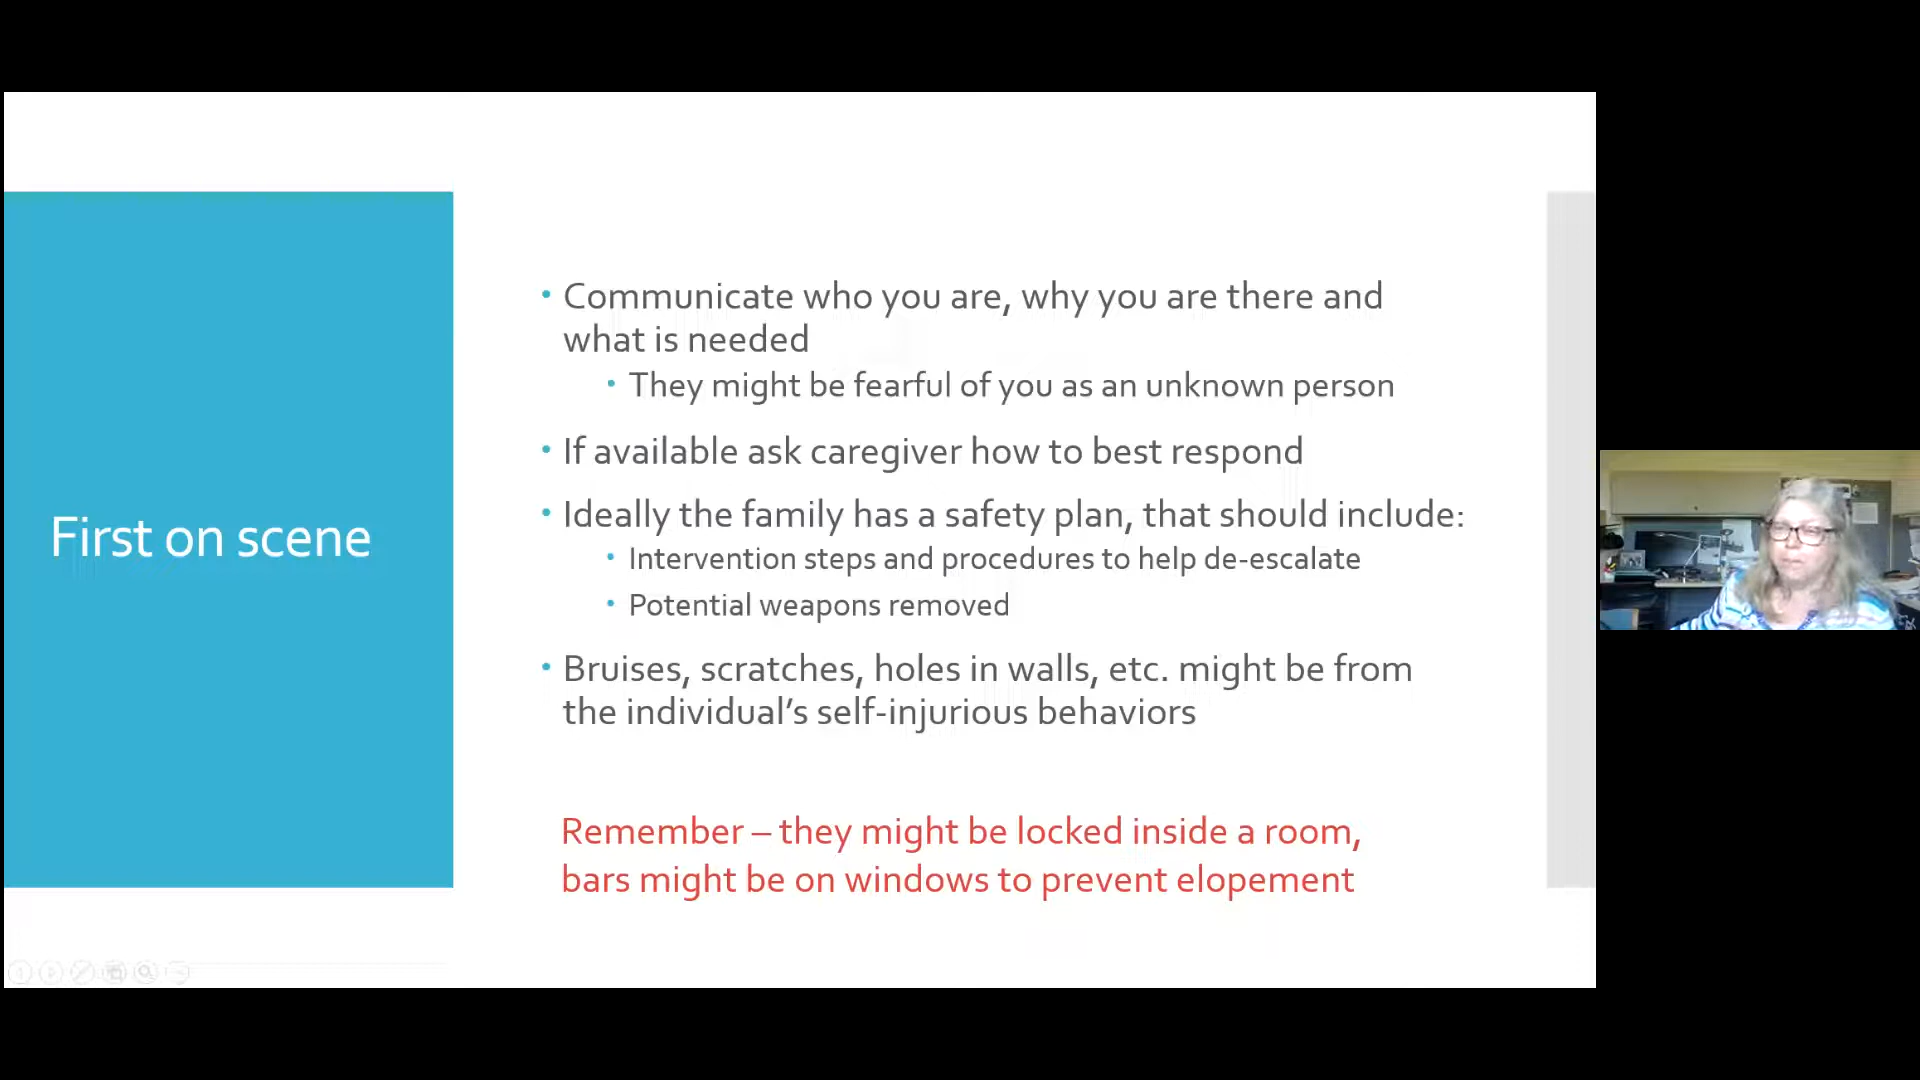 First on scene
• Communicate who you are, why you are there and
what is needed
• They might be fearful of you as an unknown person
• If available ask caregiver how to best respond
• Ideally the family has a safety plan, that should include:
• Intervention steps and procedures to help de-escalate
• Potential weapons removed
• Bruises, scratches, holes in walls, etc. might be from
the individual’s self-injurious behaviors
Remember – they might be locked inside a room,
bars might be on windows to prevent elopement